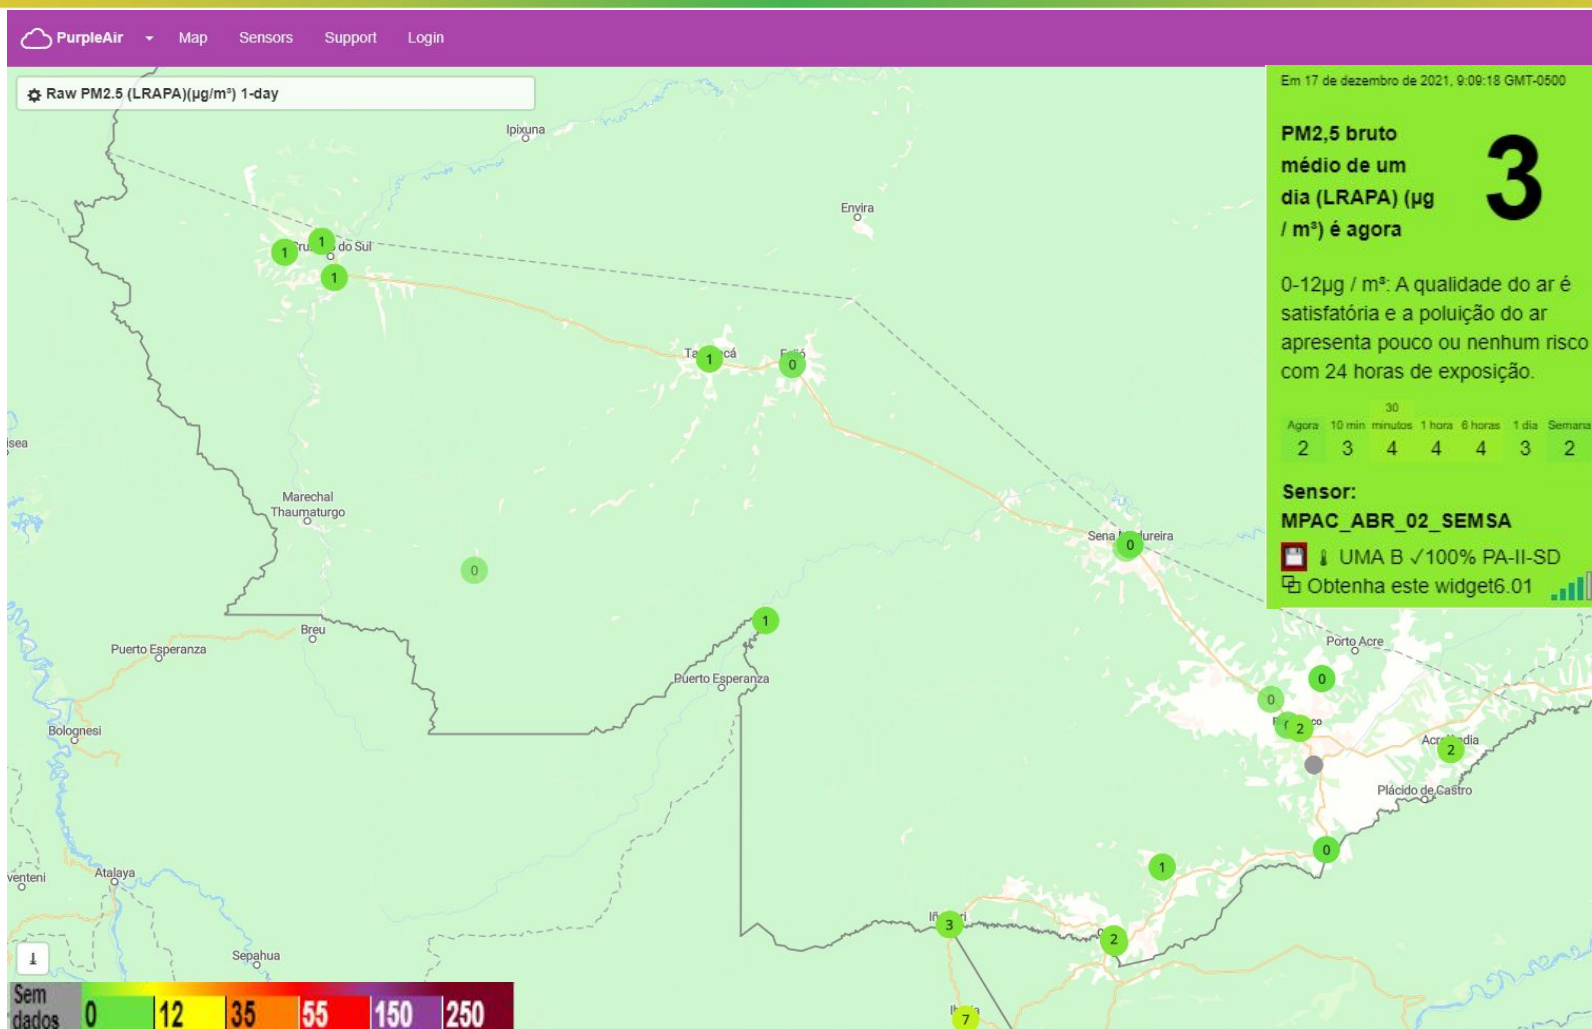 PurpleAir Map Sensors Support Login
Raw PM2.5 (LRAPA)(µg/m³) 1-day
Em 17 de dezembro de 2021, 9:09:18 GMT-0500
PM2,5 bruto
médio de um
dia (LRAPA) (µg
/ m³) é agora
3
0-12µg / m³: A qualidade do ar é
satisfatória e a poluição do ar
apresenta pouco ou nenhum risco
com 24 horas de exposição.
Agora 10 min 30 minutos 1 hora 6 horas 1 dia Semana
2 3 4 4 4 3 2
Sensor:
MPAC_ABR_02_SEMSA
UMA B ✓100% PA-II-SD
Obtenha este widget6.01
Ipixuna
Envira
1
1
do Sul
1
1
0
isea
Marechal
Thaumaturgo
Sena
0
0
1
Breu
Puerto Esperanza
Puerto Esperanza
Porto Acre
0
0
2
Bolognesi
2
Plácido de Castro
0
1
venteni
Atalaya
3
2
Sepahua
7
Sem
dados
0 12 35 55 150 250